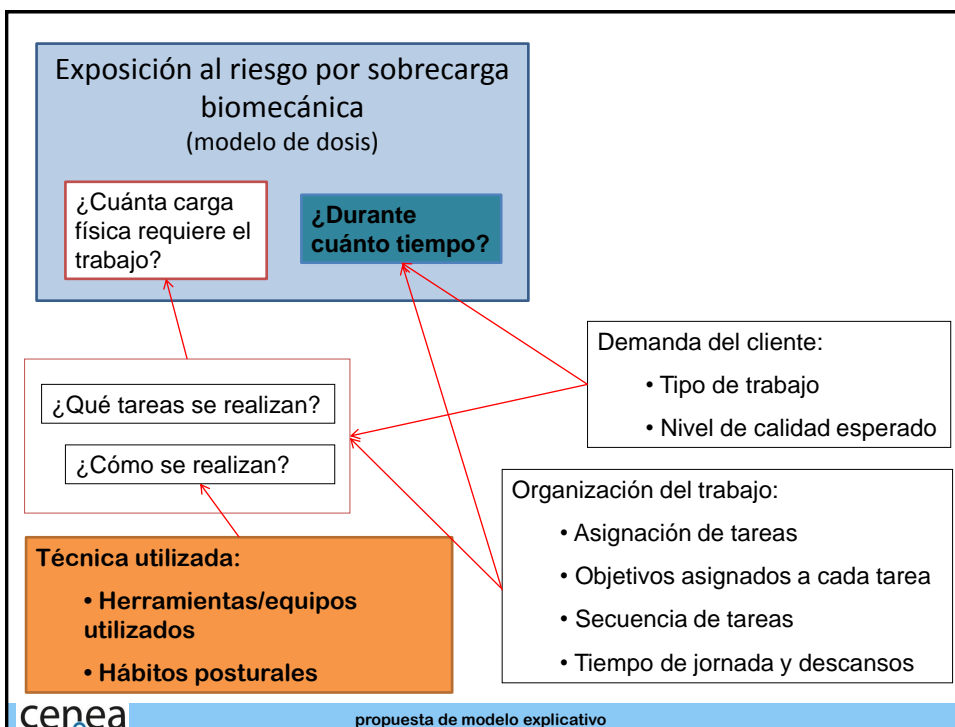 Exposición al riesgo por sobrecarga
biomecánica
(modelo de dosis)
¿Cuánta carga
física requiere el
trabajo?
¿Durante
cuánto tiempo?
¿Qué tareas se realizan?
¿Cómo se realizan?
Demanda del cliente:
• Tipo de trabajo
• Nivel de calidad esperado
Técnica utilizada:
• Herramientas/equipos
utilizados
• Hábitos posturales
Organización del trabajo:
• Asignación de tareas
• Objetivos asignados a cada tarea
• Secuencia de tareas
• Tiempo de jornada y descansos
cenea
propuesta de modelo explicativo